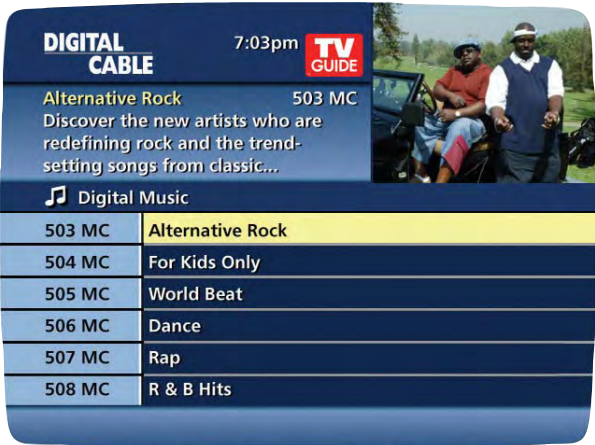 DIGITAL
CABLE
7:03pm
TV
GUIDE
Alternative Rock 503 MC
Discover the new artists who are
redefining rock and the trend-
setting songs from classic...
Digital Music
503 MC Alternative Rock
504 MC For Kids Only
505 MC World Beat
506 MC Dance
507 MC Rap
508 MC R & B Hits